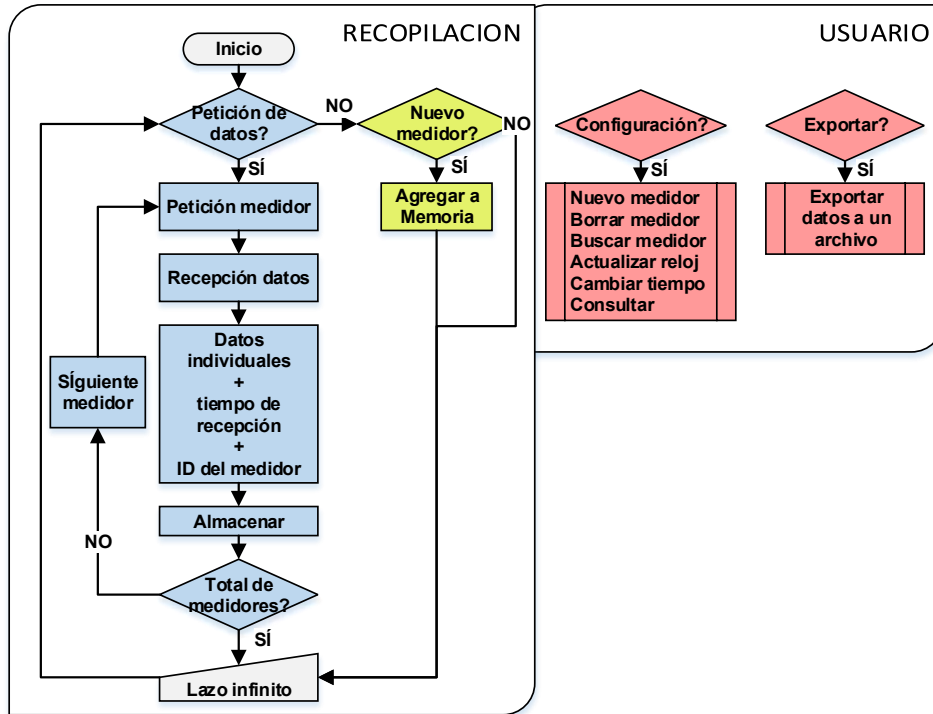 RECOPILACION
Inicio
Petición de
datos?
NO
SÍ
Nuevo
medidor?
NO
SÍ
Agregar a
Memoria
Petición medidor
Recepción datos
Datos
individuales
+
tiempo de
recepción
+
ID del medidor
SÍguiente
medidor
Almacenar
NO
Total de
medidores?
SÍ
Lazo infinito
USUARIO
Configuración?
SÍ
Nuevo medidor
Borrar medidor
Buscar medidor
Actualizar reloj
Cambiar tiempo
Consultar
Exportar?
SÍ
Exportar
datos a un
archivo